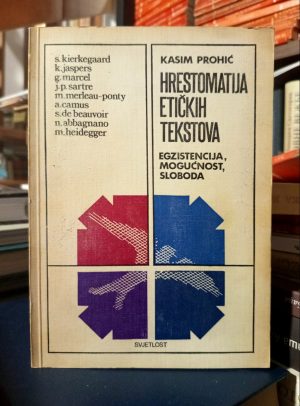 s. kierkegaard
k. jaspers
g. marcel
j. p. sartre
m. merleau-ponty
a. camus
s. de beauvoir
n. abbagnano
m. heidegger
KASIM PROHIĆ
HRESTOMATIJA
ETIČKIH
TEKSTOVA
EGZISTENCIJA,
MOGUĆNOST,
SLOBODA
SVJETLOST